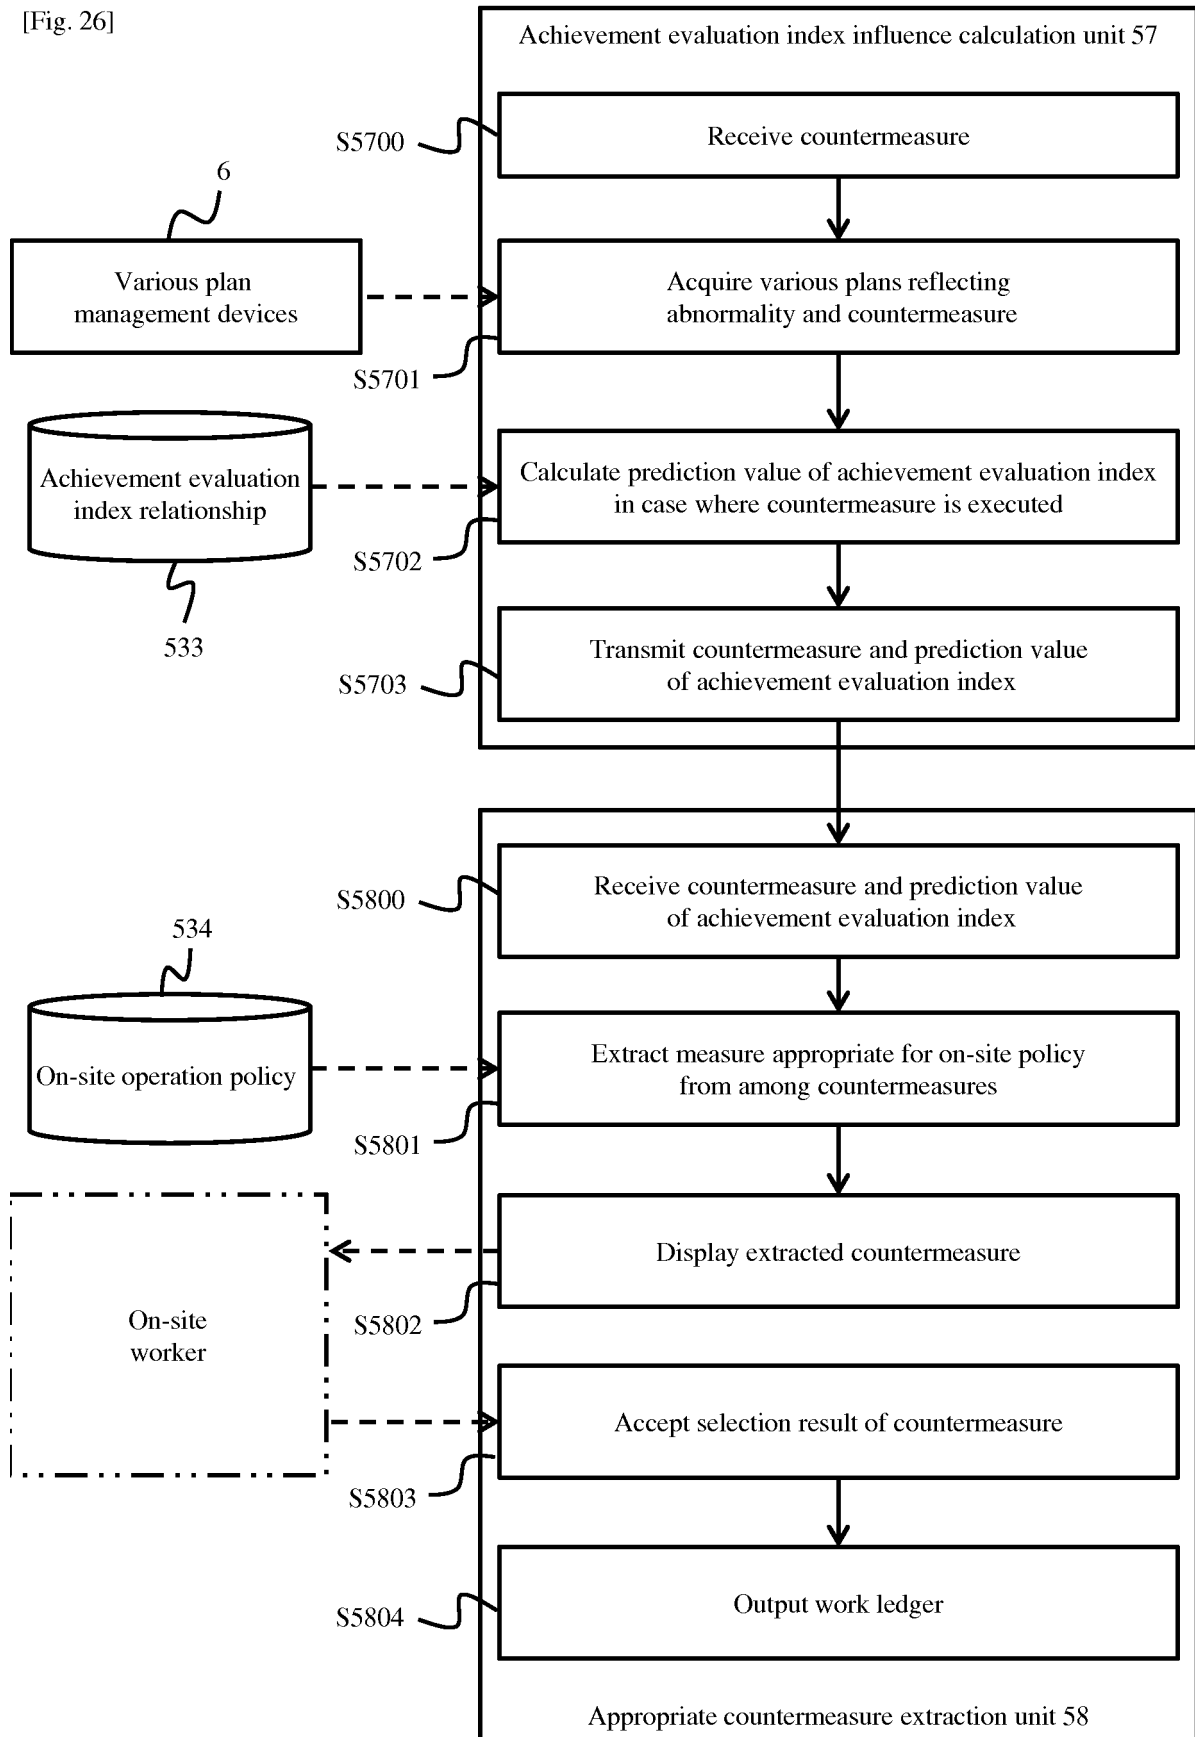 [Fig. 26]
Achievement evaluation index influence calculation unit 57
S5700
Receive countermeasure
6
Various plan
management devices
Acquire various plans reflecting
abnormality and countermeasure
S5701
Achievement evaluation
index relationship
533
Calculate prediction value of achievement evaluation index
in case where countermeasure is executed
S5702
Transmit countermeasure and prediction value
of achievement evaluation index
S5703
S5800
Receive countermeasure and prediction value
of achievement evaluation index
534
On-site operation policy
Extract measure appropriate for on-site policy
from among countermeasures
S5801
Display extracted countermeasure
S5802
On-site
worker
Accept selection result of countermeasure
S5803
Output work ledger
S5804
Appropriate countermeasure extraction unit 58